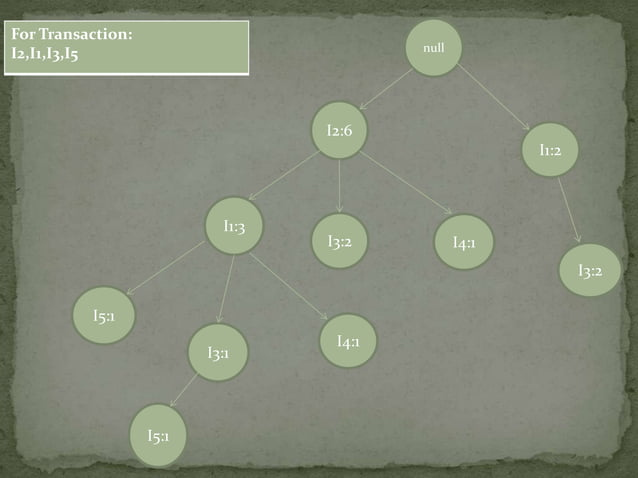 For Transaction:
I2,I1,I3,I5
null
I2:6
I1:2
I1:3
I3:2
I4:1
I3:2
I5:1
I3:1
I4:1
I5:1